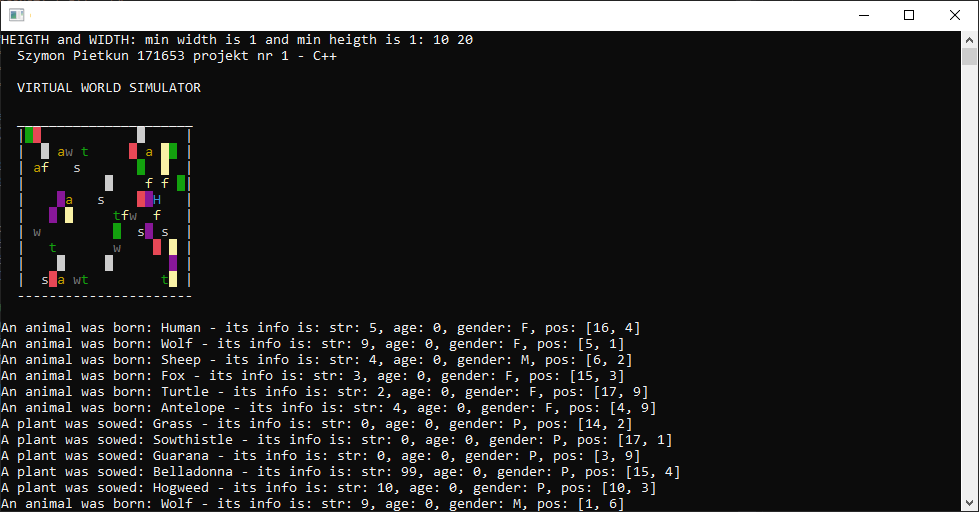 HEIGTH and WIDTH: min width is 1 and min heigth is 1: 10 20
Szymon Pietkun 171653 projekt nr 1 - C++
VIRTUAL WORLD SIMULATOR
______________________
| |
| aw t a |
| af s |
| f f |
| a s H |
| tfw f |
| w s s |
| t w |
| |
| s a wt t |
----------------------
An animal was born: Human - its info is: str: 5, age: 0, gender: F, pos: [16, 4]
An animal was born: Wolf - its info is: str: 9, age: 0, gender: F, pos: [5, 1]
An animal was born: Sheep - its info is: str: 4, age: 0, gender: M, pos: [6, 2]
An animal was born: Fox - its info is: str: 3, age: 0, gender: F, pos: [15, 3]
An animal was born: Turtle - its info is: str: 2, age: 0, gender: F, pos: [17, 9]
An animal was born: Antelope - its info is: str: 4, age: 0, gender: F, pos: [4, 9]
A plant was sowed: Grass - its info is: str: 0, age: 0, gender: P, pos: [14, 2]
A plant was sowed: Sowthistle - its info is: str: 0, age: 0, gender: P, pos: [17, 1]
A plant was sowed: Guarana - its info is: str: 0, age: 0, gender: P, pos: [3, 9]
A plant was sowed: Belladonna - its info is: str: 99, age: 0, gender: P, pos: [15, 4]
A plant was sowed: Hogweed - its info is: str: 10, age: 0, gender: P, pos: [10, 3]
An animal was born: Wolf - its info is: str: 9, age: 0, gender: M, pos: [1, 6]